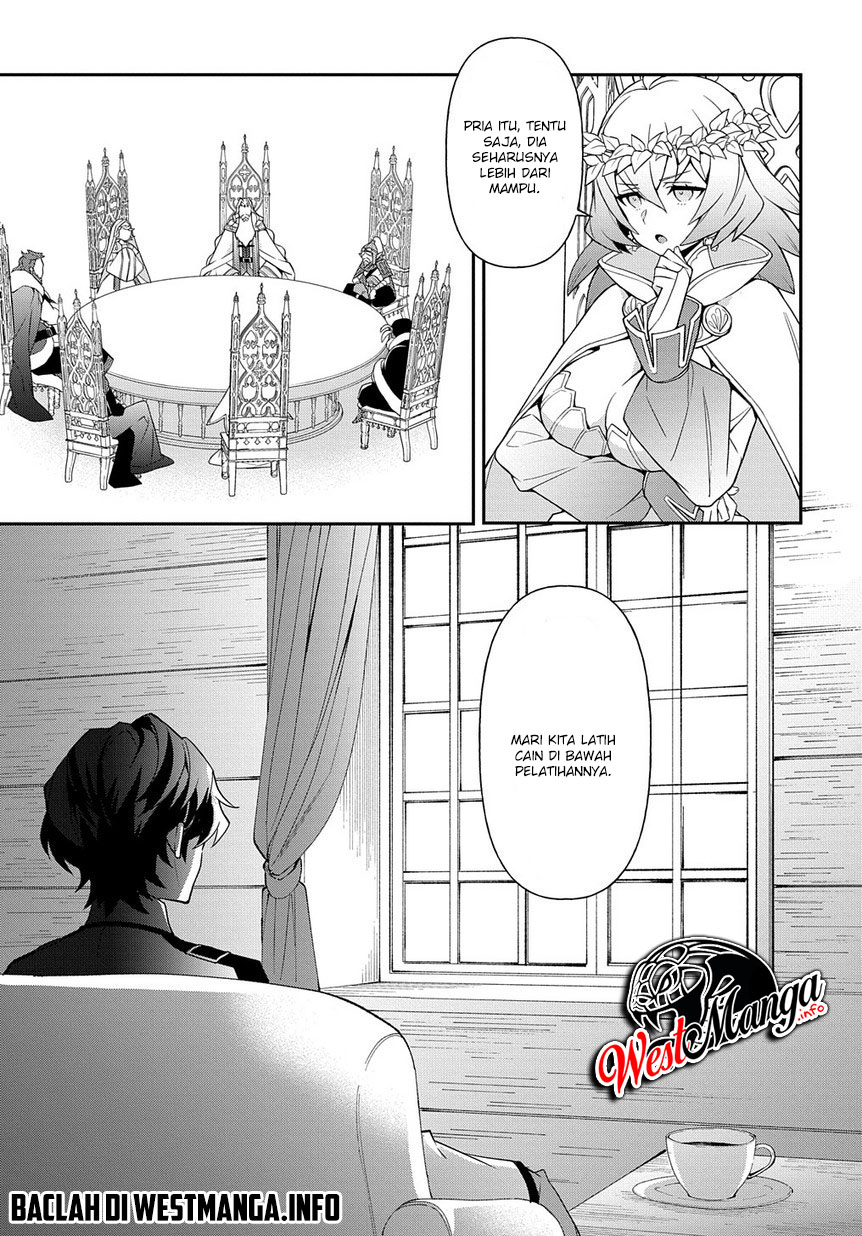 PRIA ITU, TENTU
SAJA, DIA
SEHARUSNYA
LEBIH DARI
MAMPU.
MARI KITA LATIH
CAIN DI BAWAH
PELATIHANNYA.
WestManga
.info
BACLAH DI WESTMANGA.INFO